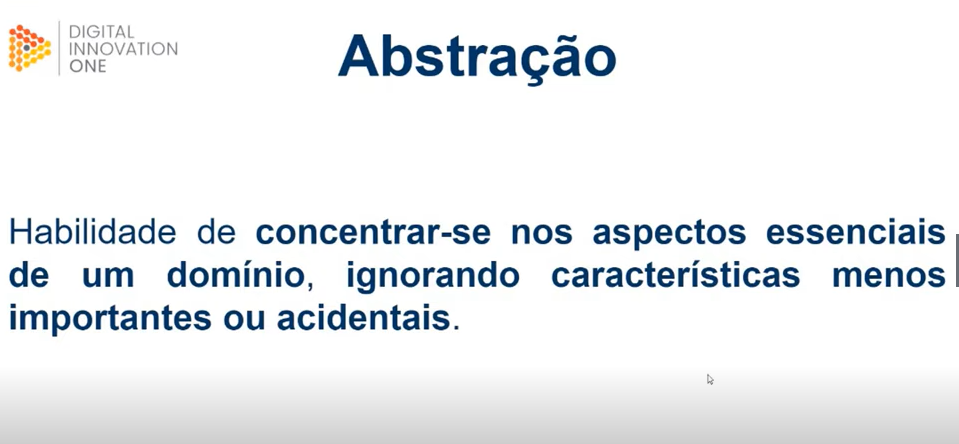 DIGITAL
INNOVATION
ONE
Abstração
Habilidade de concentrar-se nos aspectos essenciais
de um domínio, ignorando características menos
importantes ou acidentais.